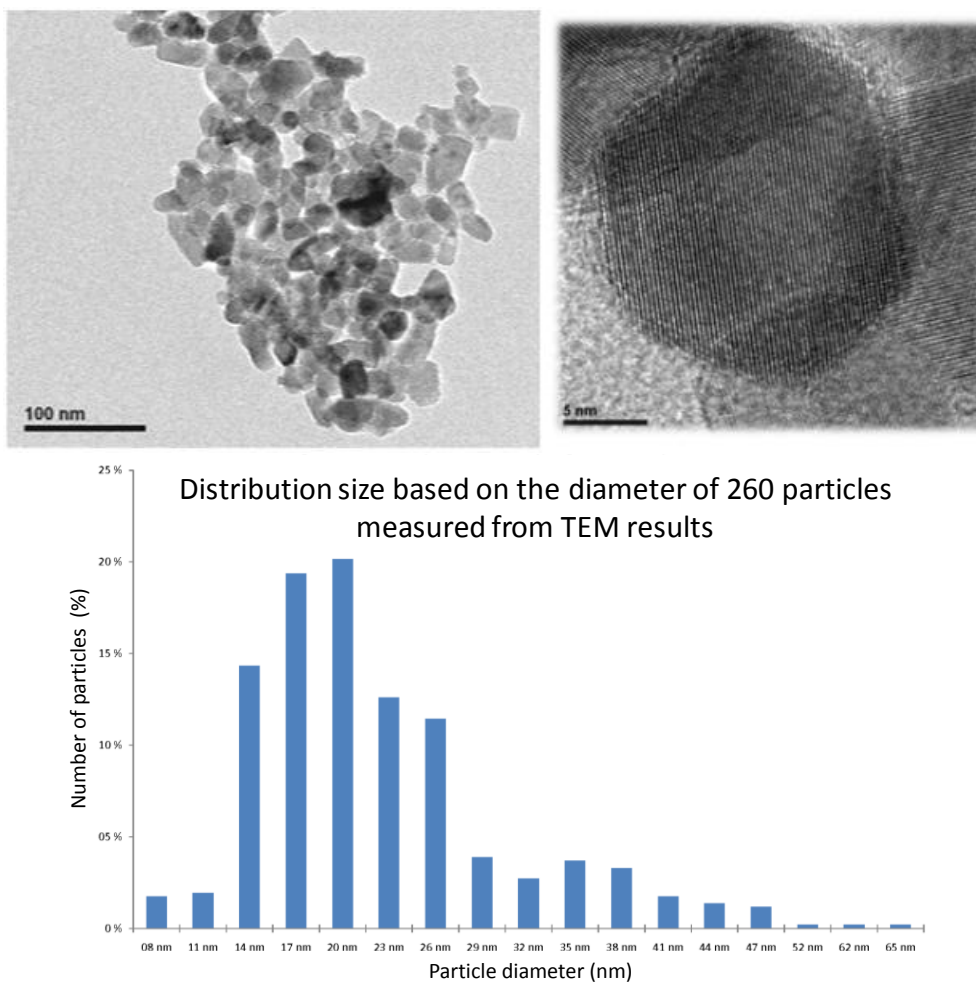 100 nm
5 nm
Distribution size based on the diameter of 260 particles
measured from TEM results
25 %
20 %
15 %
10 %
05 %
0 %
Number of particles (%)
08 nm 11 nm 14 nm 17 nm 20 nm 23 nm 26 nm 29 nm 32 nm 35 nm 38 nm 41 nm 44 nm 47 nm 52 nm 62 nm 65 nm
Particle diameter (nm)